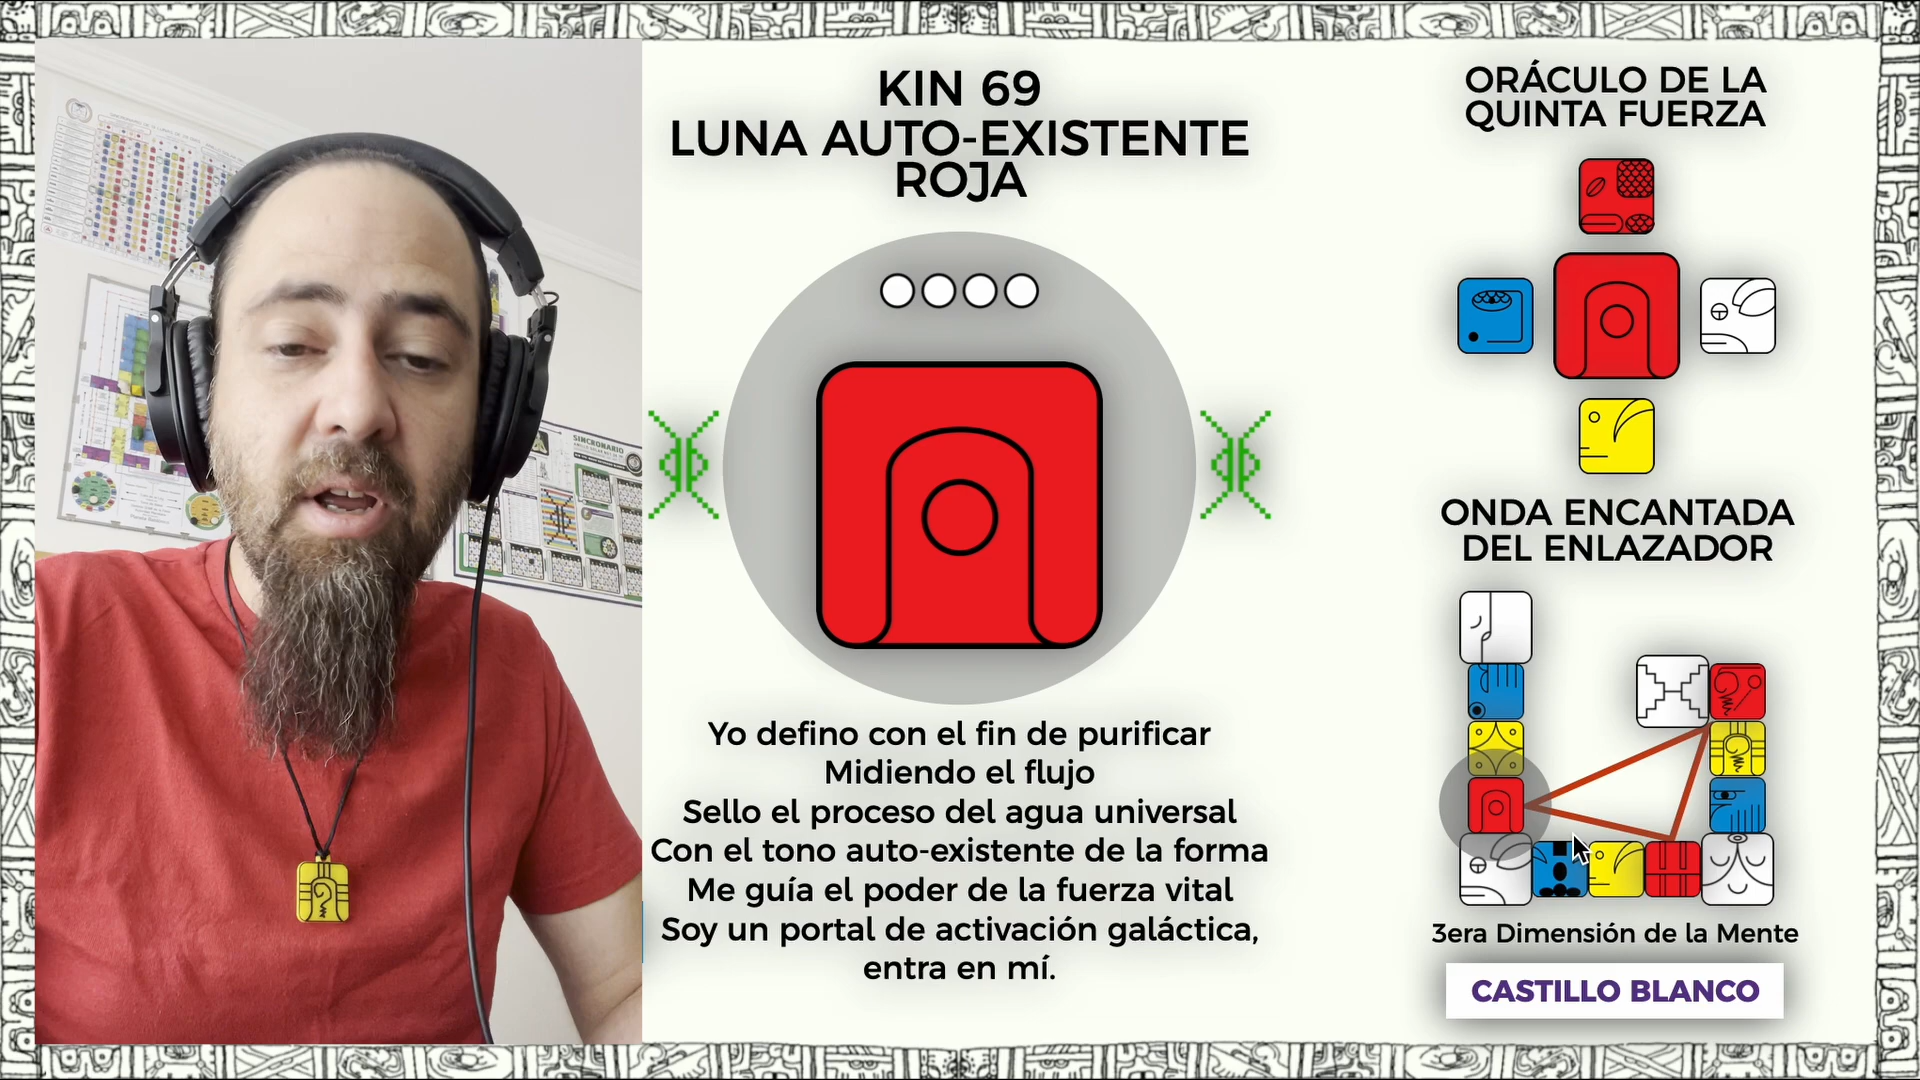 KIN 69
LUNA AUTO-EXISTENTE
ROJA
Yo defino con el fin de purificar
Midiendo el flujo
Sello el proceso del agua universal
Con el tono auto-existente de la forma
Me guía el poder de la fuerza vital
Soy un portal de activación galáctica,
entra en mí.
ORÁCULO DE LA
QUINTA FUERZA
ONDA ENCANTADA
DEL ENLAZADOR
3era Dimensión de la Mente
CASTILLO BLANCO
SINCRONARIO